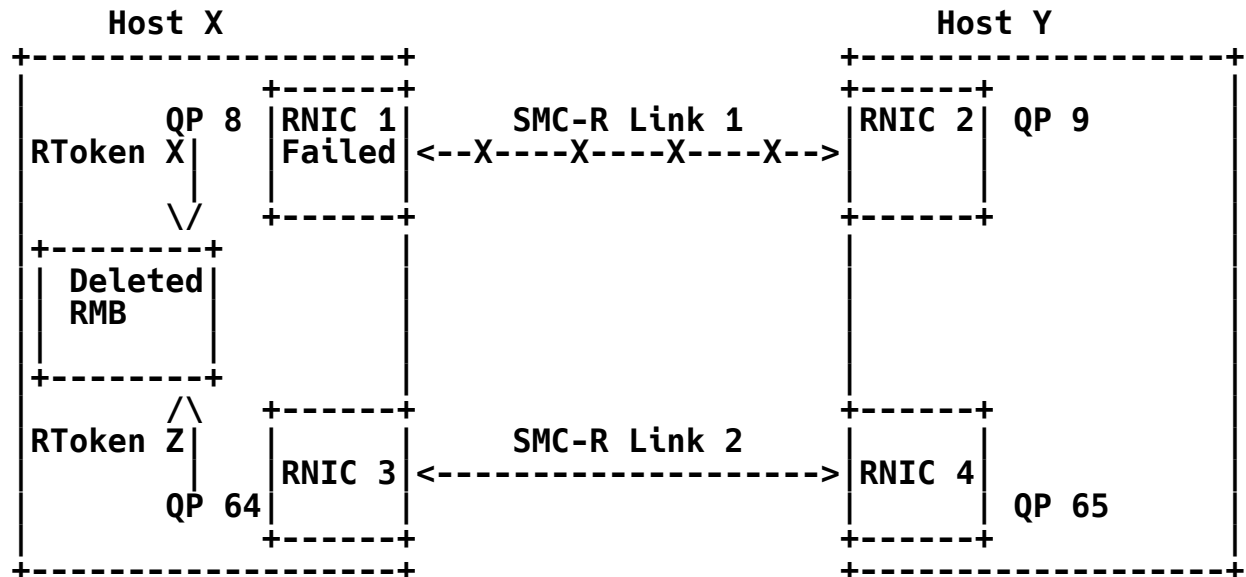 Host X Host Y
QP 8 RNIC 1 SMC-R Link 1 RNIC 2 QP 9
RToken X Failed <--X----X----X----X-->
Deleted
RMB
RToken Z SMC-R Link 2
RNIC 3 <-------------------> RNIC 4
QP 64 QP 65